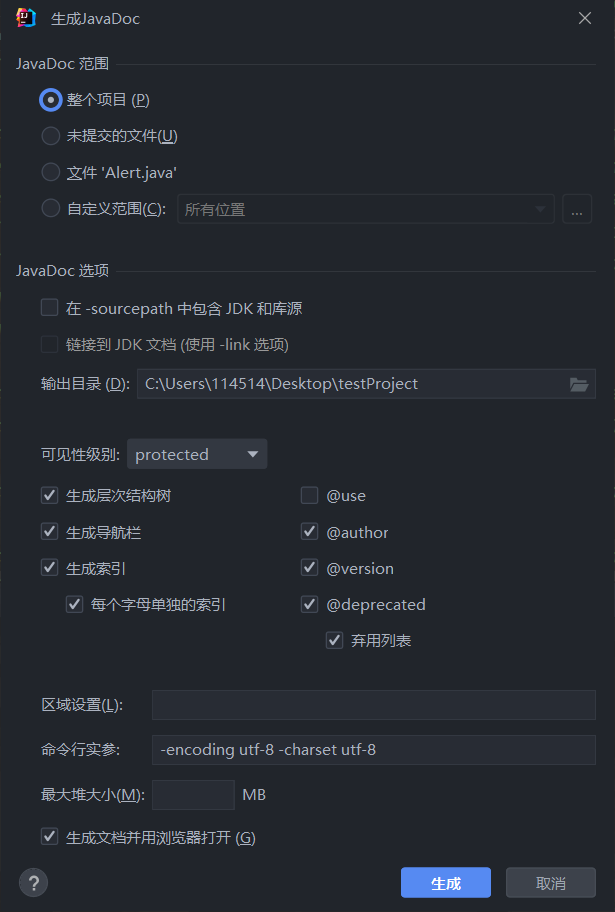 生成JavaDoc
JavaDoc 范围
整个项目 (P)
未提交的文件(U)
文件 'Alert.java'
自定义范围(C): 所有位置 ...
JavaDoc 选项
在 -sourcepath 中包含 JDK 和库源
链接到 JDK 文档 (使用 -link 选项)
输出目录 (D): C:\Users\114514\Desktop\testProject
可见性级别: protected
生成层次结构树 @use
生成导航栏 @author
生成索引 @version
每个字母单独的索引 @deprecated
弃用列表
区域设置(L):
命令行实参: -encoding utf-8 -charset utf-8
最大堆大小(M): MB
生成文档并用浏览器打开 (G)
? 生成 取消